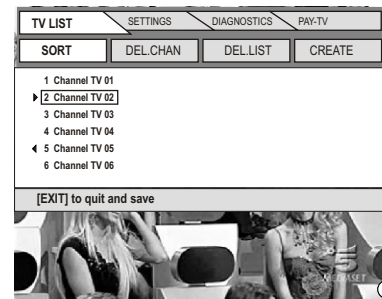 TV LIST SETTINGS DIAGNOSTICS PAY-TV
SORT DEL.CHAN DEL.LIST CREATE
1 Channel TV 01
2 Channel TV 02
3 Channel TV 03
4 Channel TV 04
5 Channel TV 05
6 Channel TV 06
[EXIT] to quit and save
MEDIASET